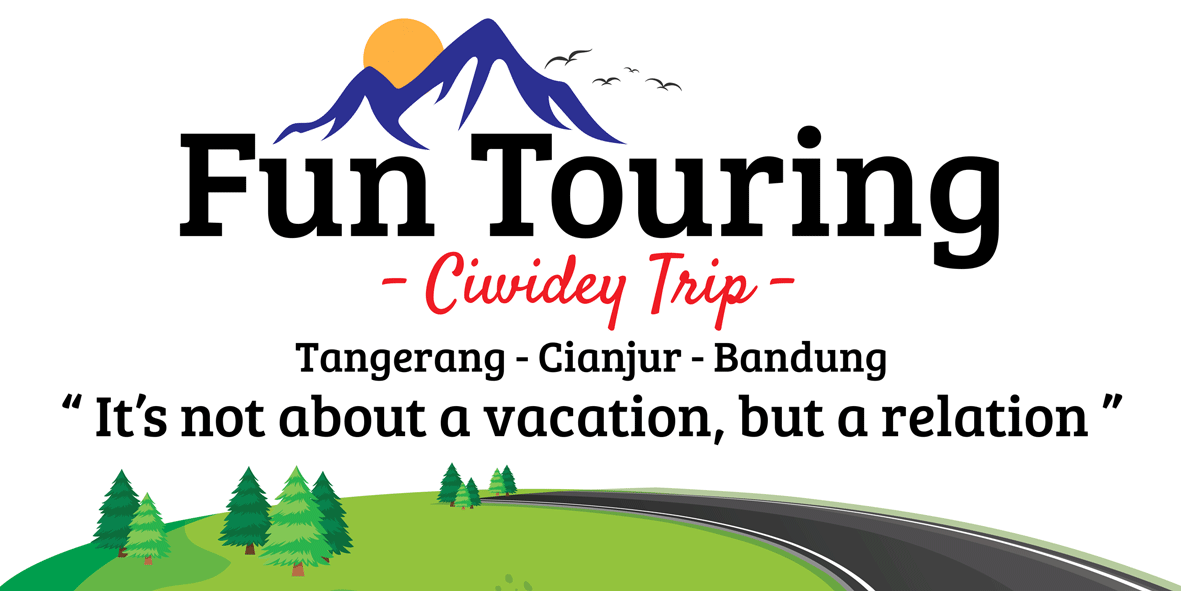 Fun Touring
- Ciwidey Trip -
Tangerang - Cianjur - Bandung
“ It’s not about a vacation, but a relation ”